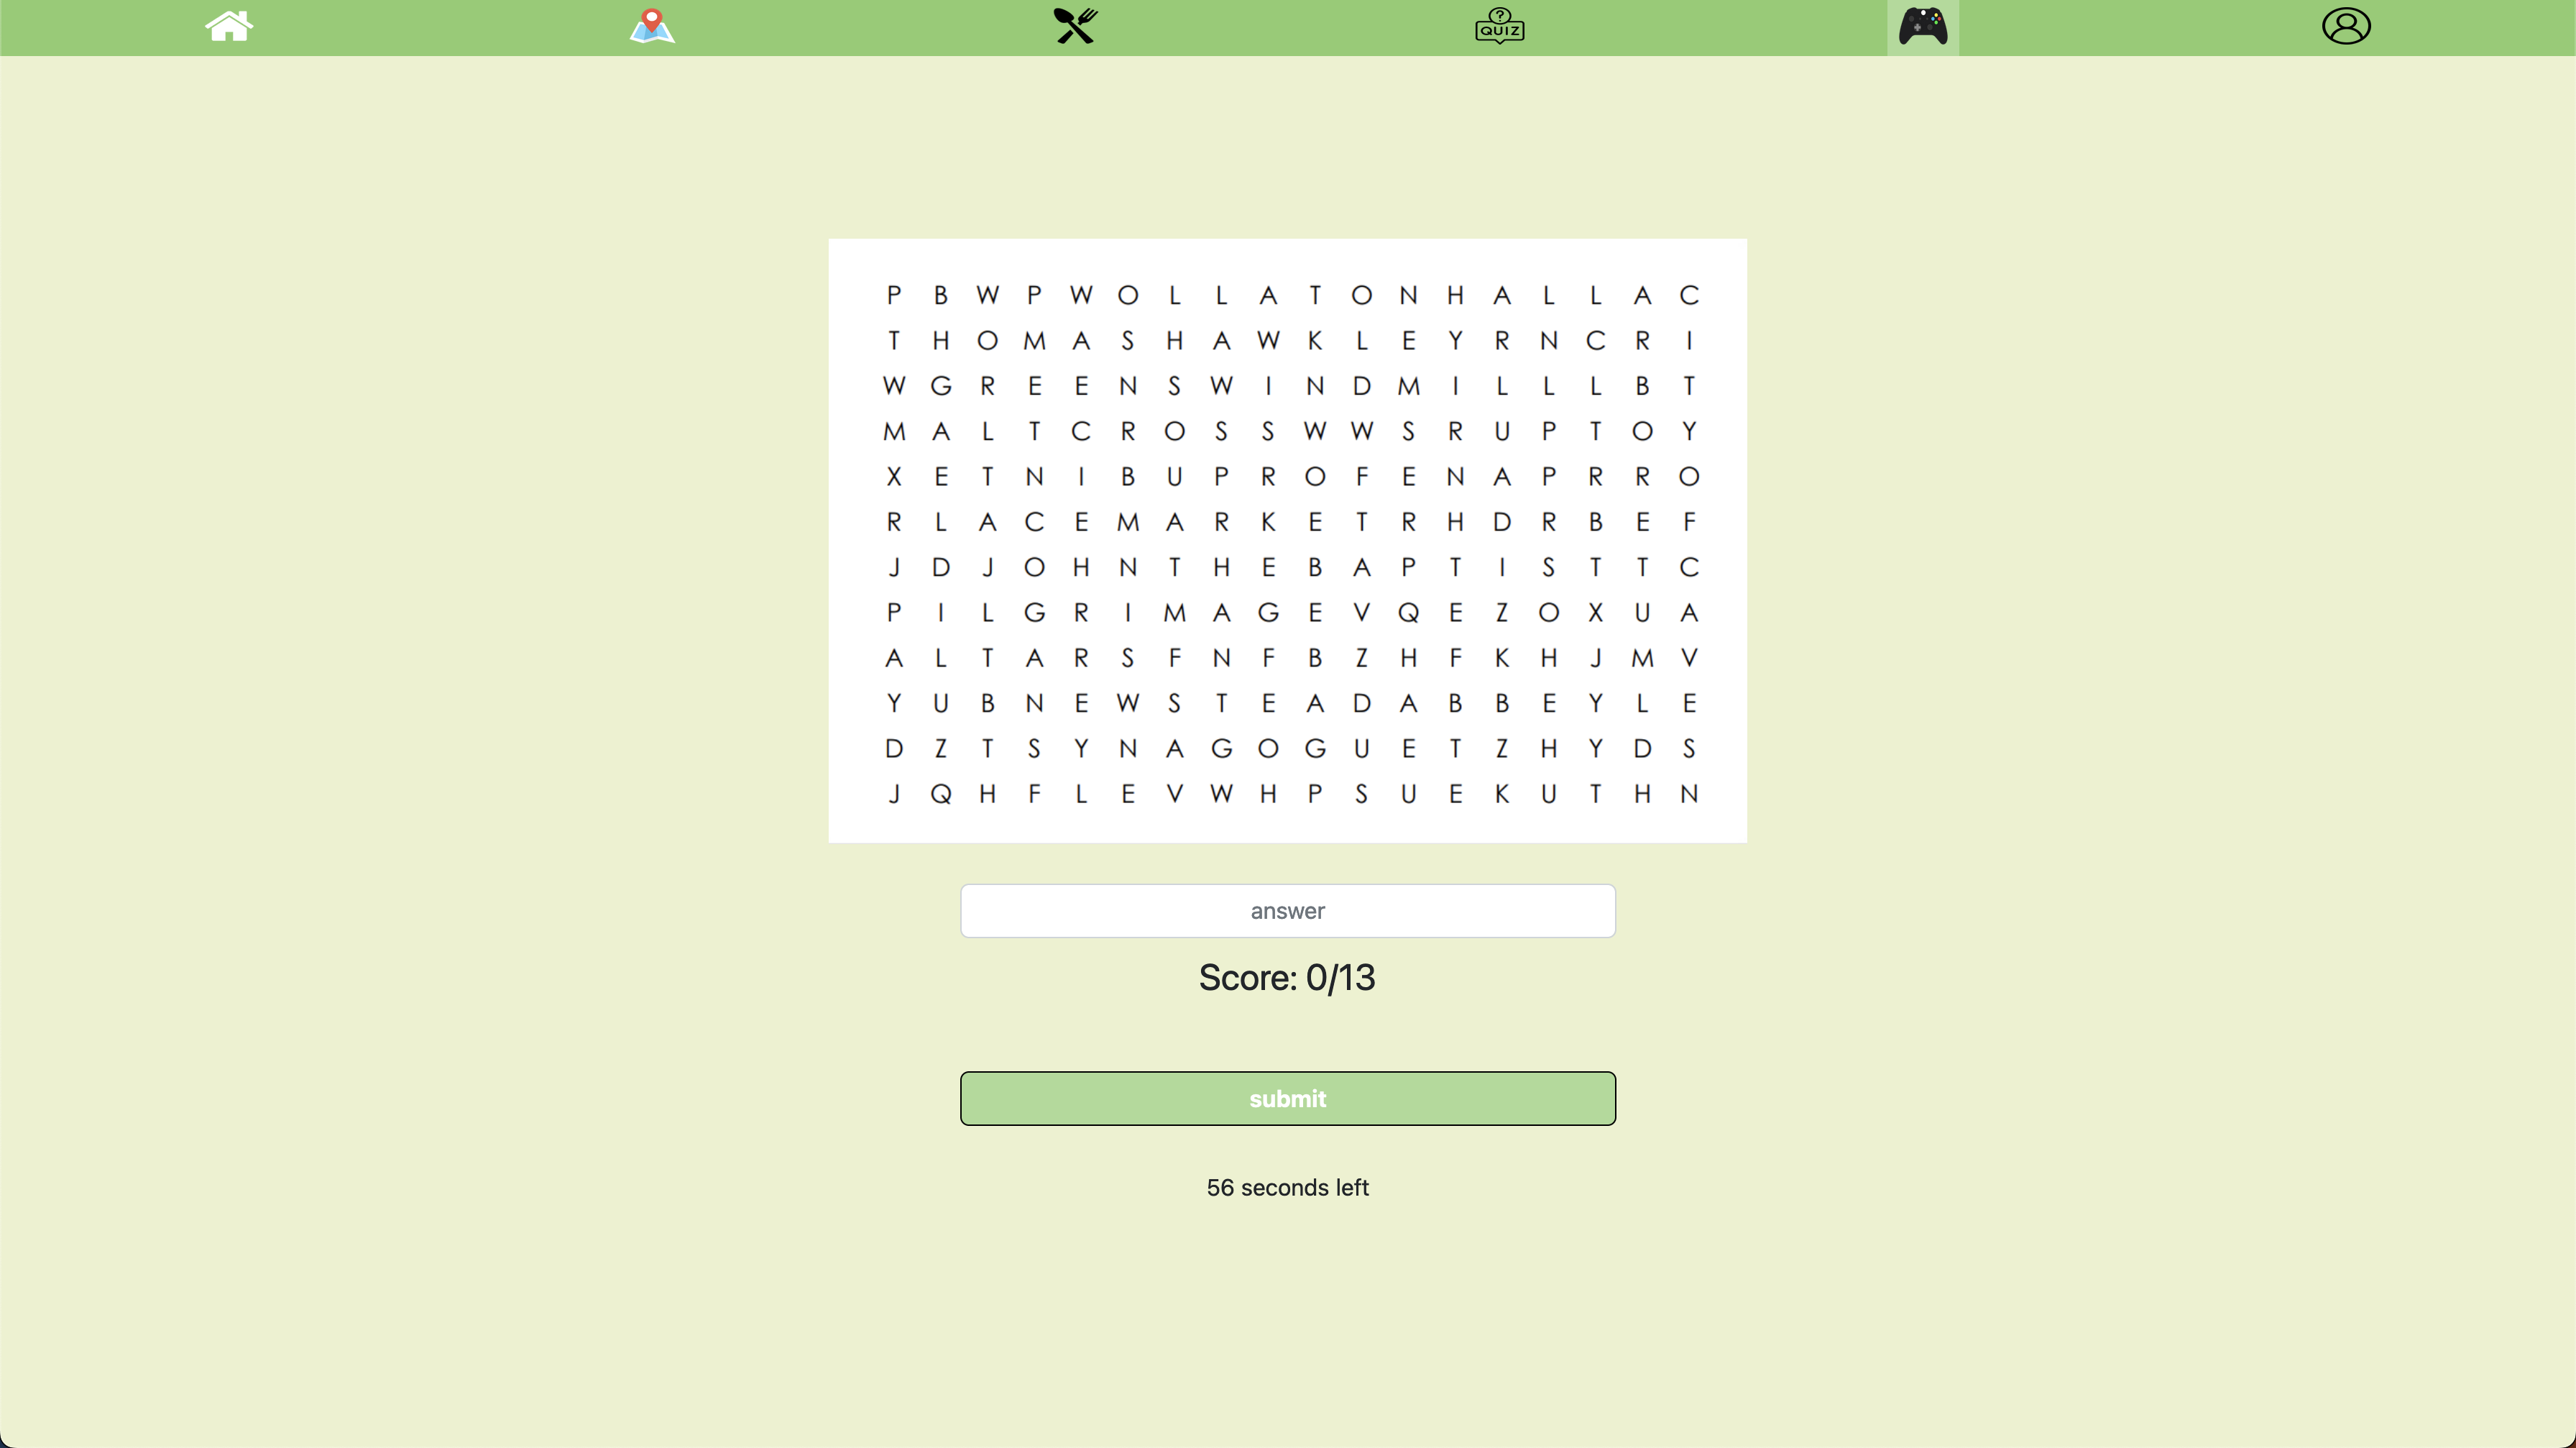 ? QUIZ
P B W P W O L L A T O N H A L L A C
T H O M A S H A W K L E Y R N C R I
W G R E E N S W I N D M I L L L B T
M A L T C R O S S W W S R U P T O Y
X E T N I B U P R O F E N A P R R O
R L A C E M A R K E T R H D R B E F
J D J O H N T H E B A P T I S T T C
P I L G R I M A G E V Q E Z O X U A
A L T A R S F N F B Z H F K H J M V
Y U B N E W S T E A D A B B E Y L E
D Z T S Y N A G O G U E T Z H Y D S
J Q H F L E V W H P S U E K U T H N
answer
Score: 0/13
submit
56 seconds left